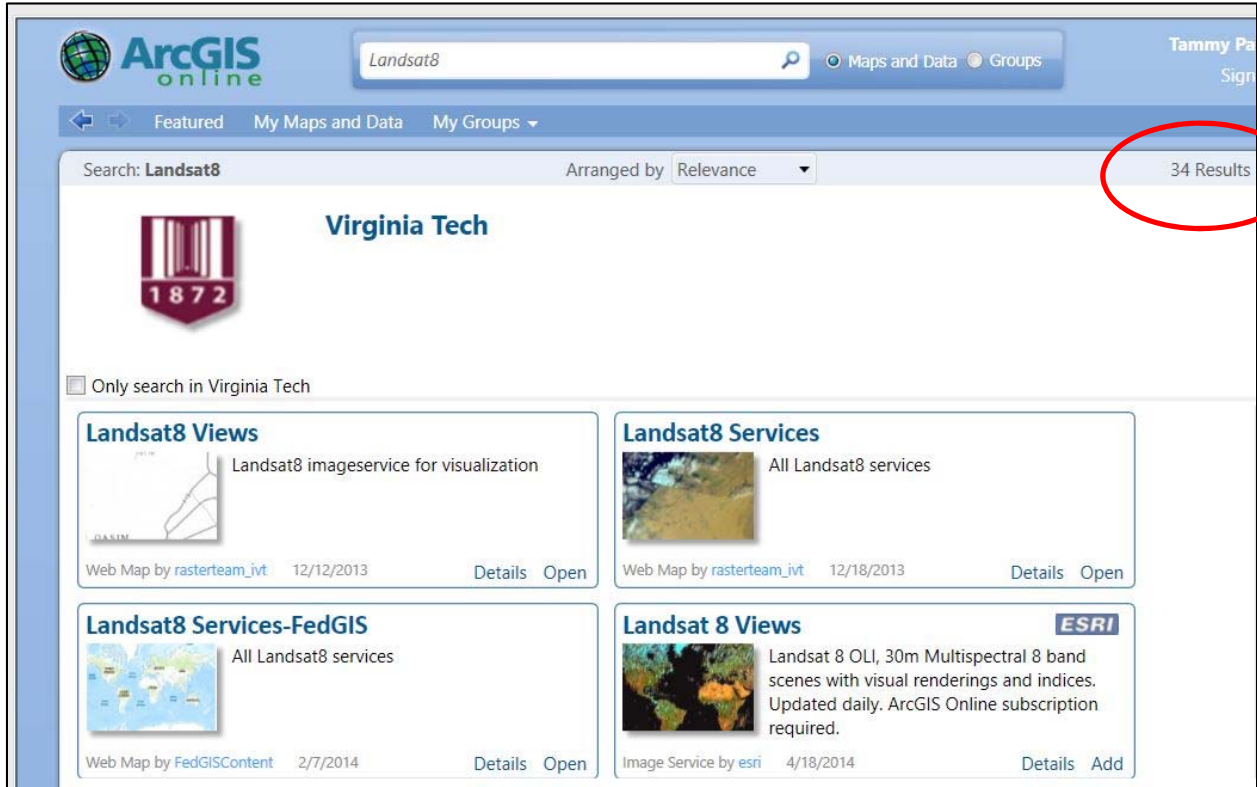 ArcGIS
online
Landsat8
Maps and Data Groups
Tammy Pa
Sign
Featured My Maps and Data My Groups
Search: Landsat8
Arranged by Relevance
34 Results
Virginia Tech
1872
Only search in Virginia Tech
Landsat8 Views
Landsat8 imageservice for visualization
QASIM
Web Map by rasterteam_ivt 12/12/2013 Details Open
Landsat8 Services
All Landsat8 services
Web Map by rasterteam_ivt 12/18/2013 Details Open
Landsat8 Services-FedGIS
All Landsat8 services
Web Map by FedGISContent 2/7/2014 Details Open
Landsat 8 Views
ESRI
Landsat 8 OLI, 30m Multispectral 8 band
scenes with visual renderings and indices.
Updated daily. ArcGIS Online subscription
required.
Image Service by esri 4/18/2014 Details Add